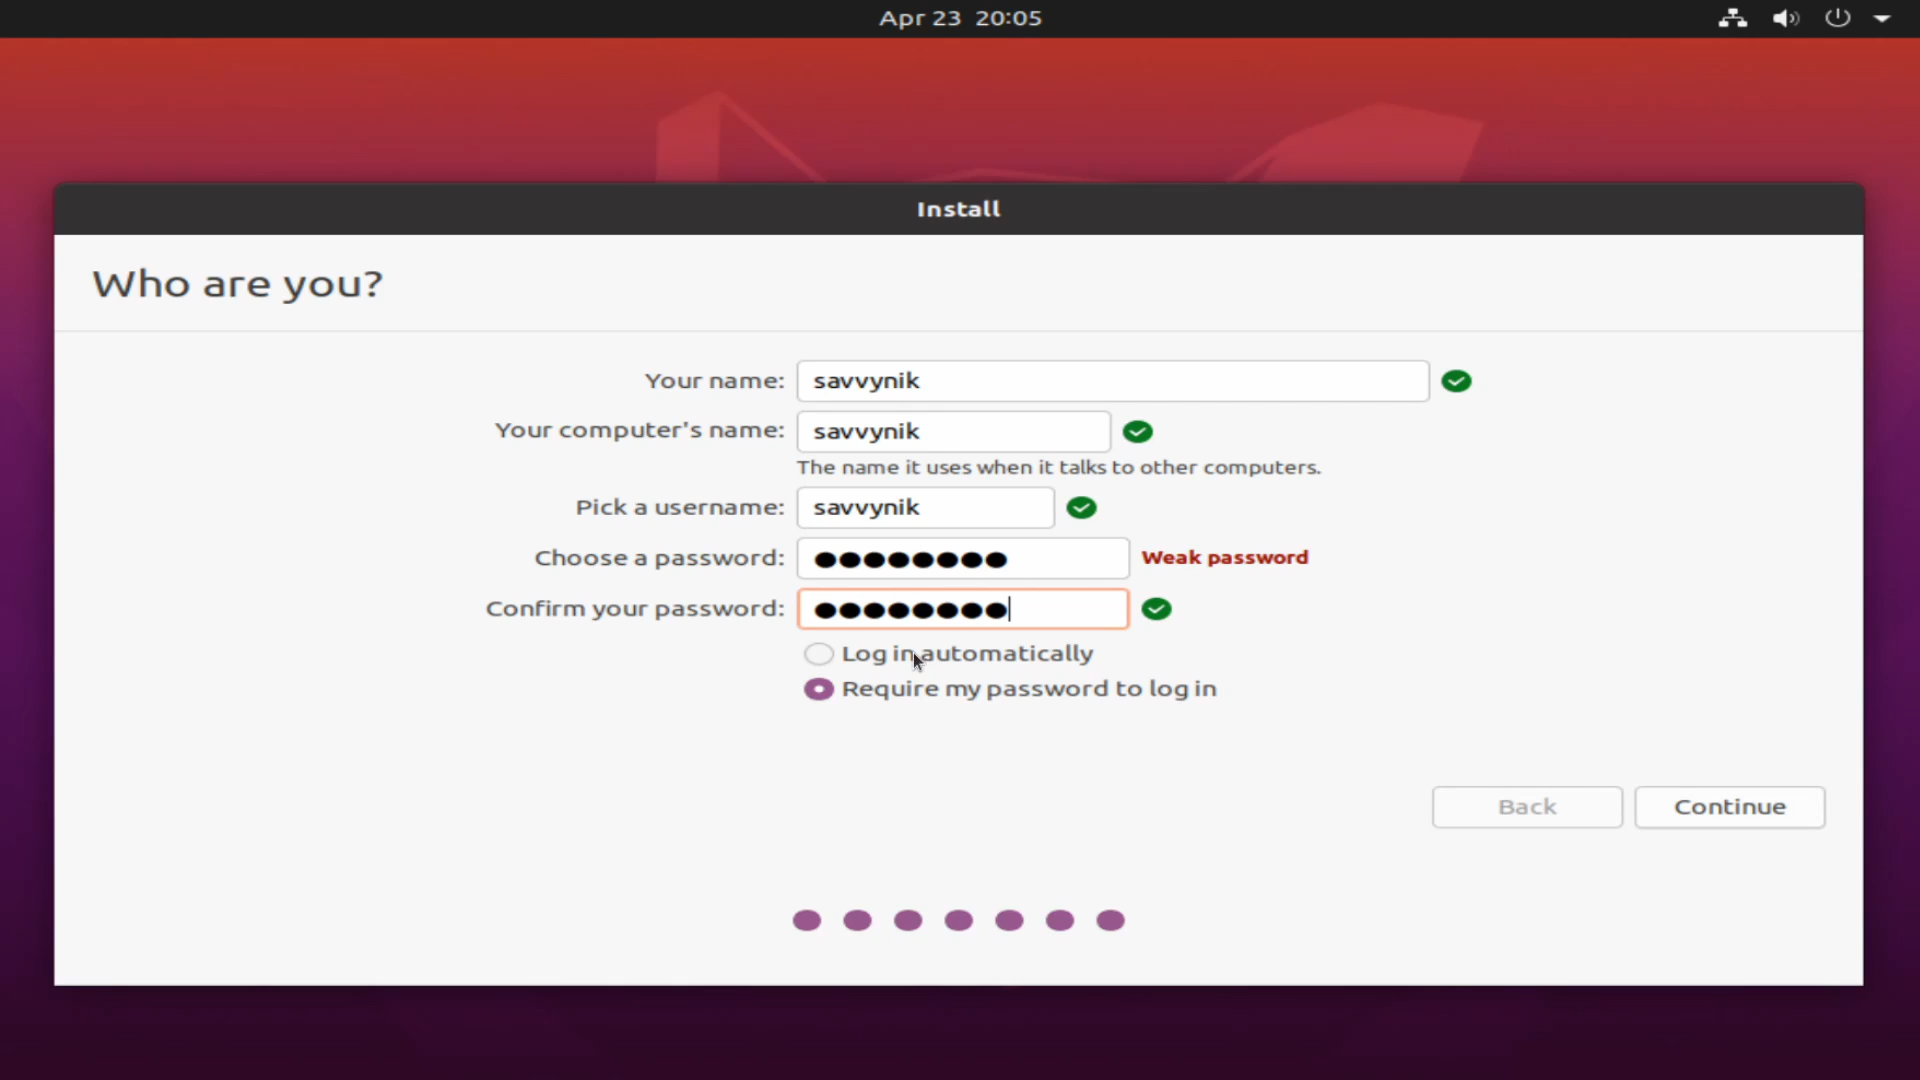 Apr 23 20:05
Install
Who are you?
Your name: savvynik
Your computer's name: savvynik
The name it uses when it talks to other computers.
Pick a username: savvynik
Choose a password: ●●●●●●●● Weak password
Confirm your password: ●●●●●●●●
Log in automatically
Require my password to log in
Back Continue